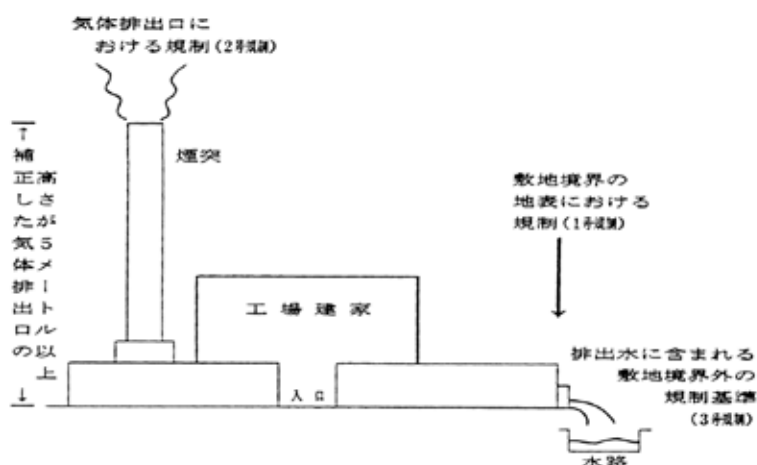 気体排出口に
おける規制(2号規制)
補正した気体排出口の
高さが5メートル以上
煙突
敷地境界の
地表における
規制(1号規制)
工場建家
入口
排出水に含まれる
敷地境界外の
規制基準
(3号規制)
水路